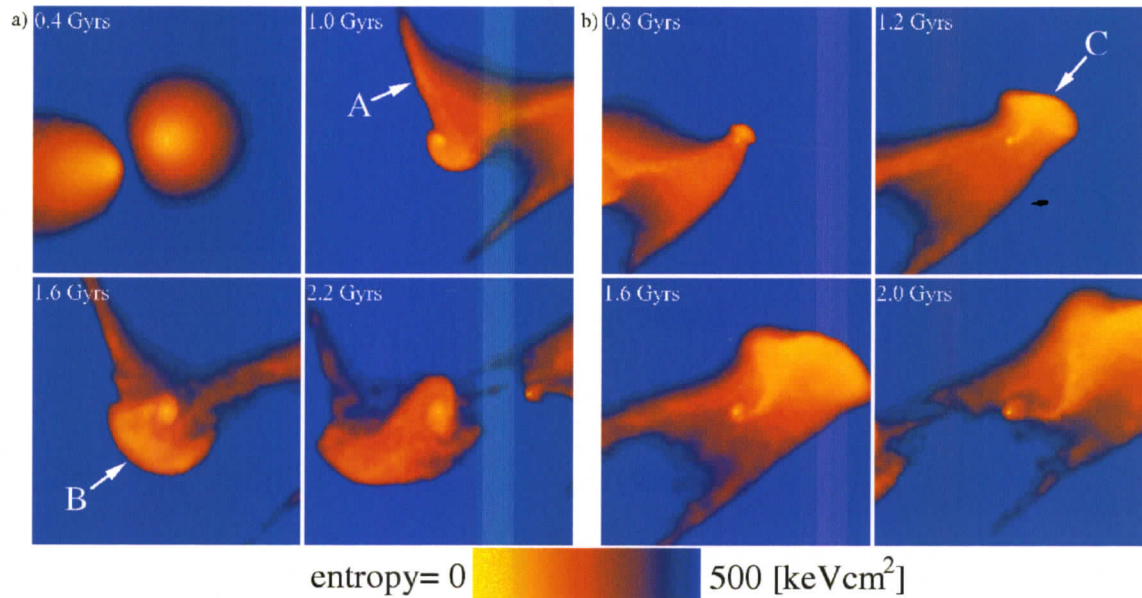 a)
0.4 Gyrs
1.0 Gyrs
A
b)
0.8 Gyrs
1.2 Gyrs
C
1.6 Gyrs
B
2.2 Gyrs
1.6 Gyrs
2.0 Gyrs
entropy= 0
500 [keVcm²]